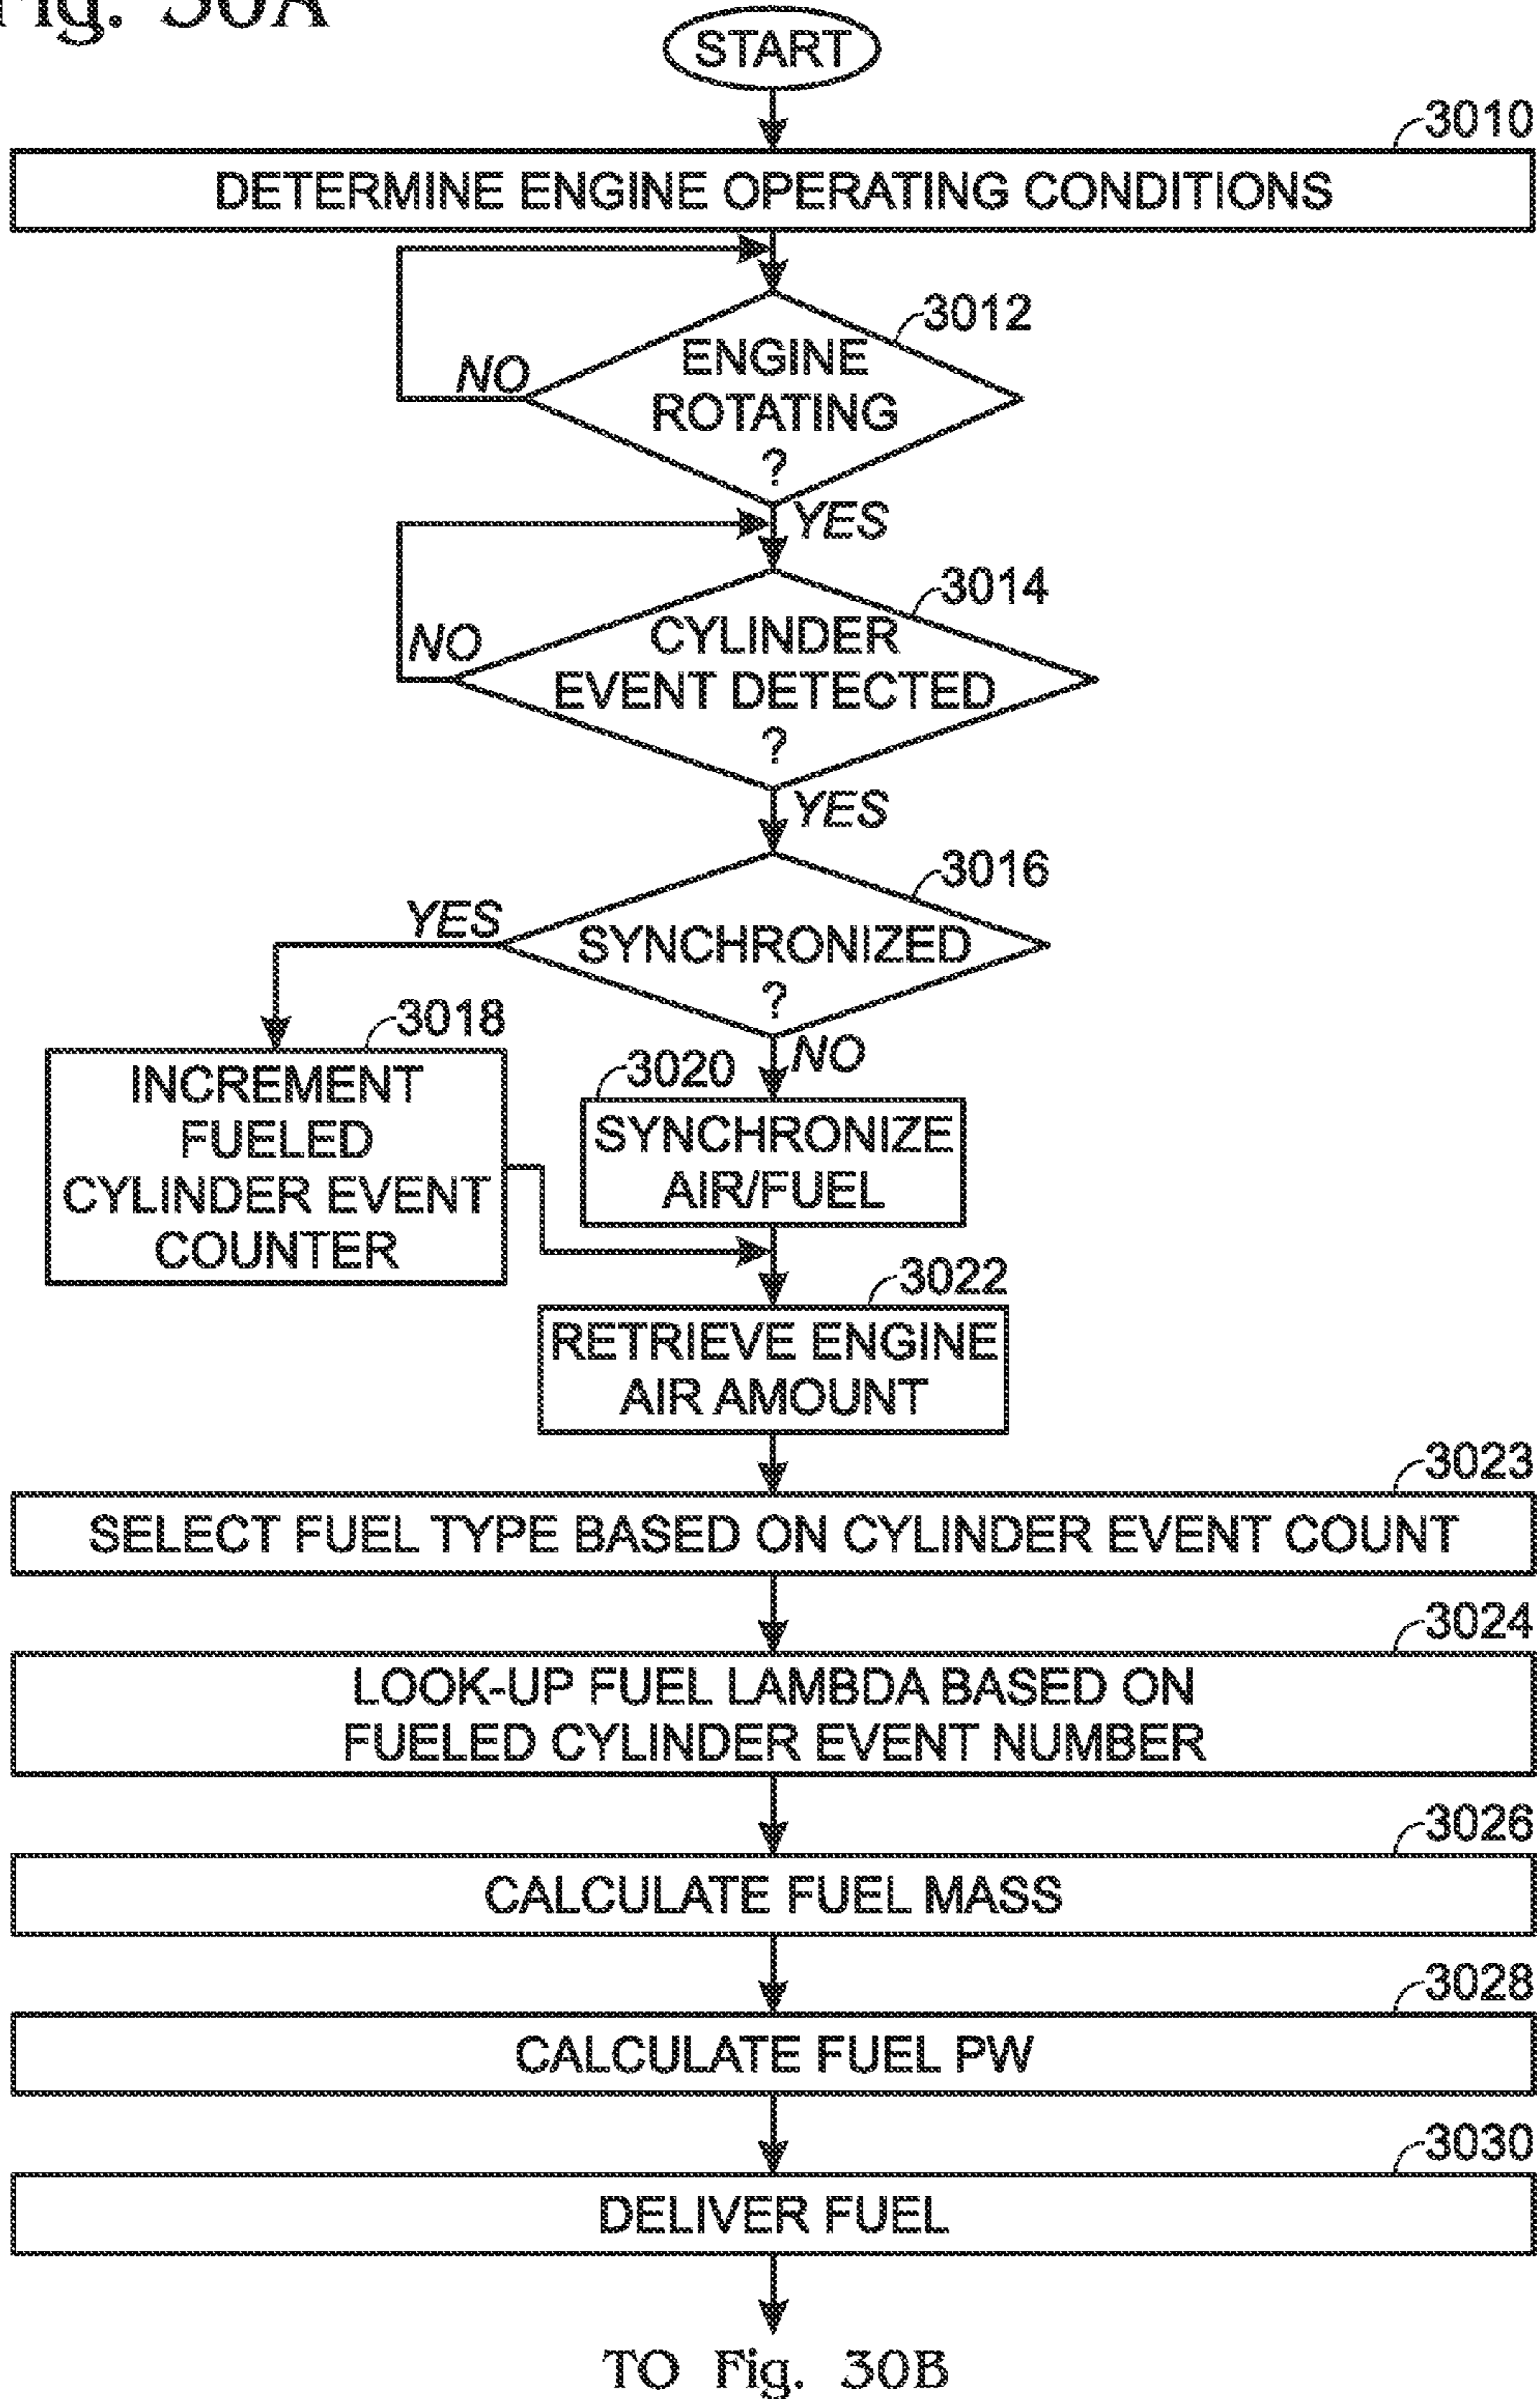 Fig. 30A
START
3010
DETERMINE ENGINE OPERATING CONDITIONS
3012
ENGINE
ROTATING
?
NO
YES
3014
CYLINDER
EVENT DETECTED
?
NO
YES
3016
SYNCHRONIZED
?
YES
NO
3018
INCREMENT
FUELED
CYLINDER EVENT
COUNTER
3020
SYNCHRONIZE
AIR/FUEL
3022
RETRIEVE ENGINE
AIR AMOUNT
3023
SELECT FUEL TYPE BASED ON CYLINDER EVENT COUNT
3024
LOOK-UP FUEL LAMBDA BASED ON
FUELED CYLINDER EVENT NUMBER
3026
CALCULATE FUEL MASS
3028
CALCULATE FUEL PW
3030
DELIVER FUEL
TO Fig. 30B